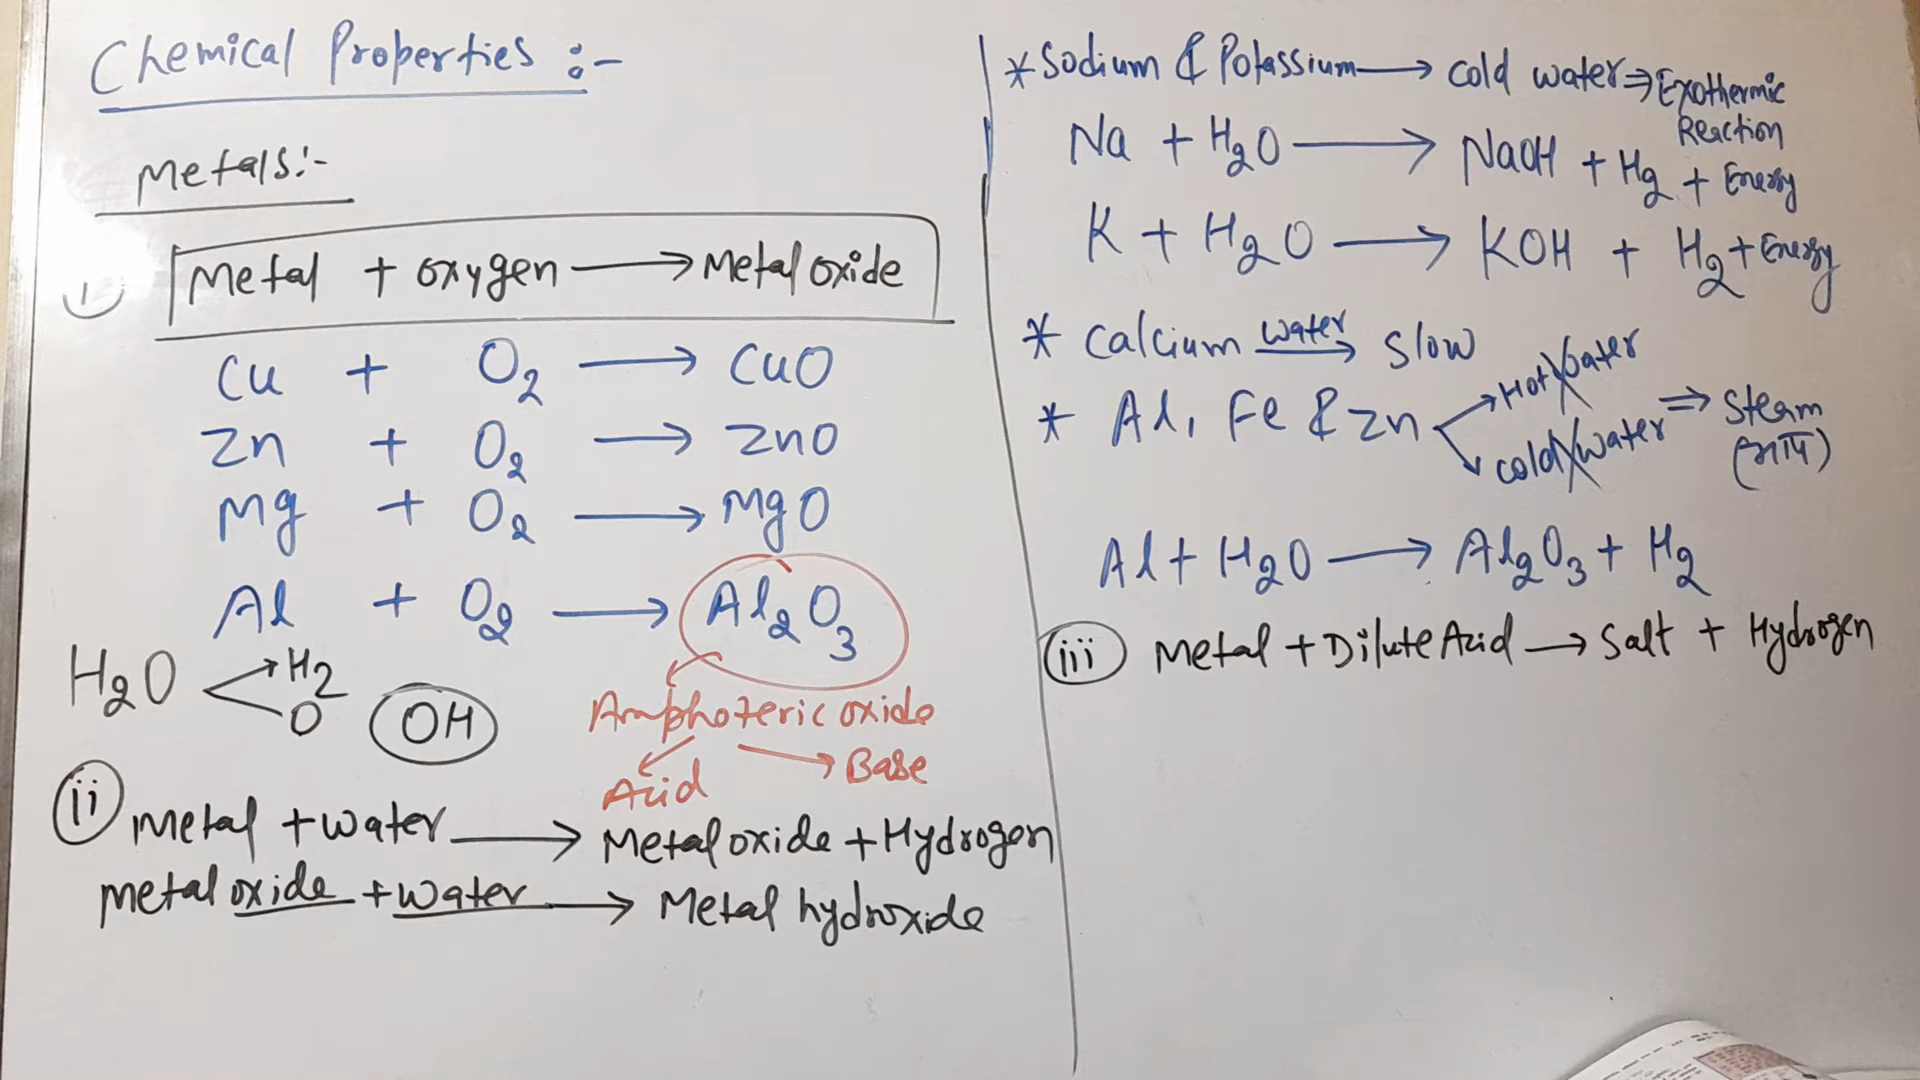 Chemical Properties :-
Metals:-
i) Metal + oxygen → Metal oxide
Cu + O2 → CuO
Zn + O2 → ZnO
Mg + O2 → MgO
Al + O2 → Al2O3
H2O H2 O OH
Amphoteric oxide
Acid Base
(ii) Metal + water → Metal oxide + Hydrogen
Metal oxide + water → Metal hydroxide
* Sodium & Potassium → cold water ⇒ Exothermic Reaction
Na + H2O → NaOH + H2 + Energy
K + H2O → KOH + H2 + Energy
* Calcium water → slow
* Al, Fe & Zn Hot water cold water ⇒ Steam (भाप)
Al + H2O → Al2O3 + H2
(iii) Metal + Dilute Acid → Salt + Hydrogen